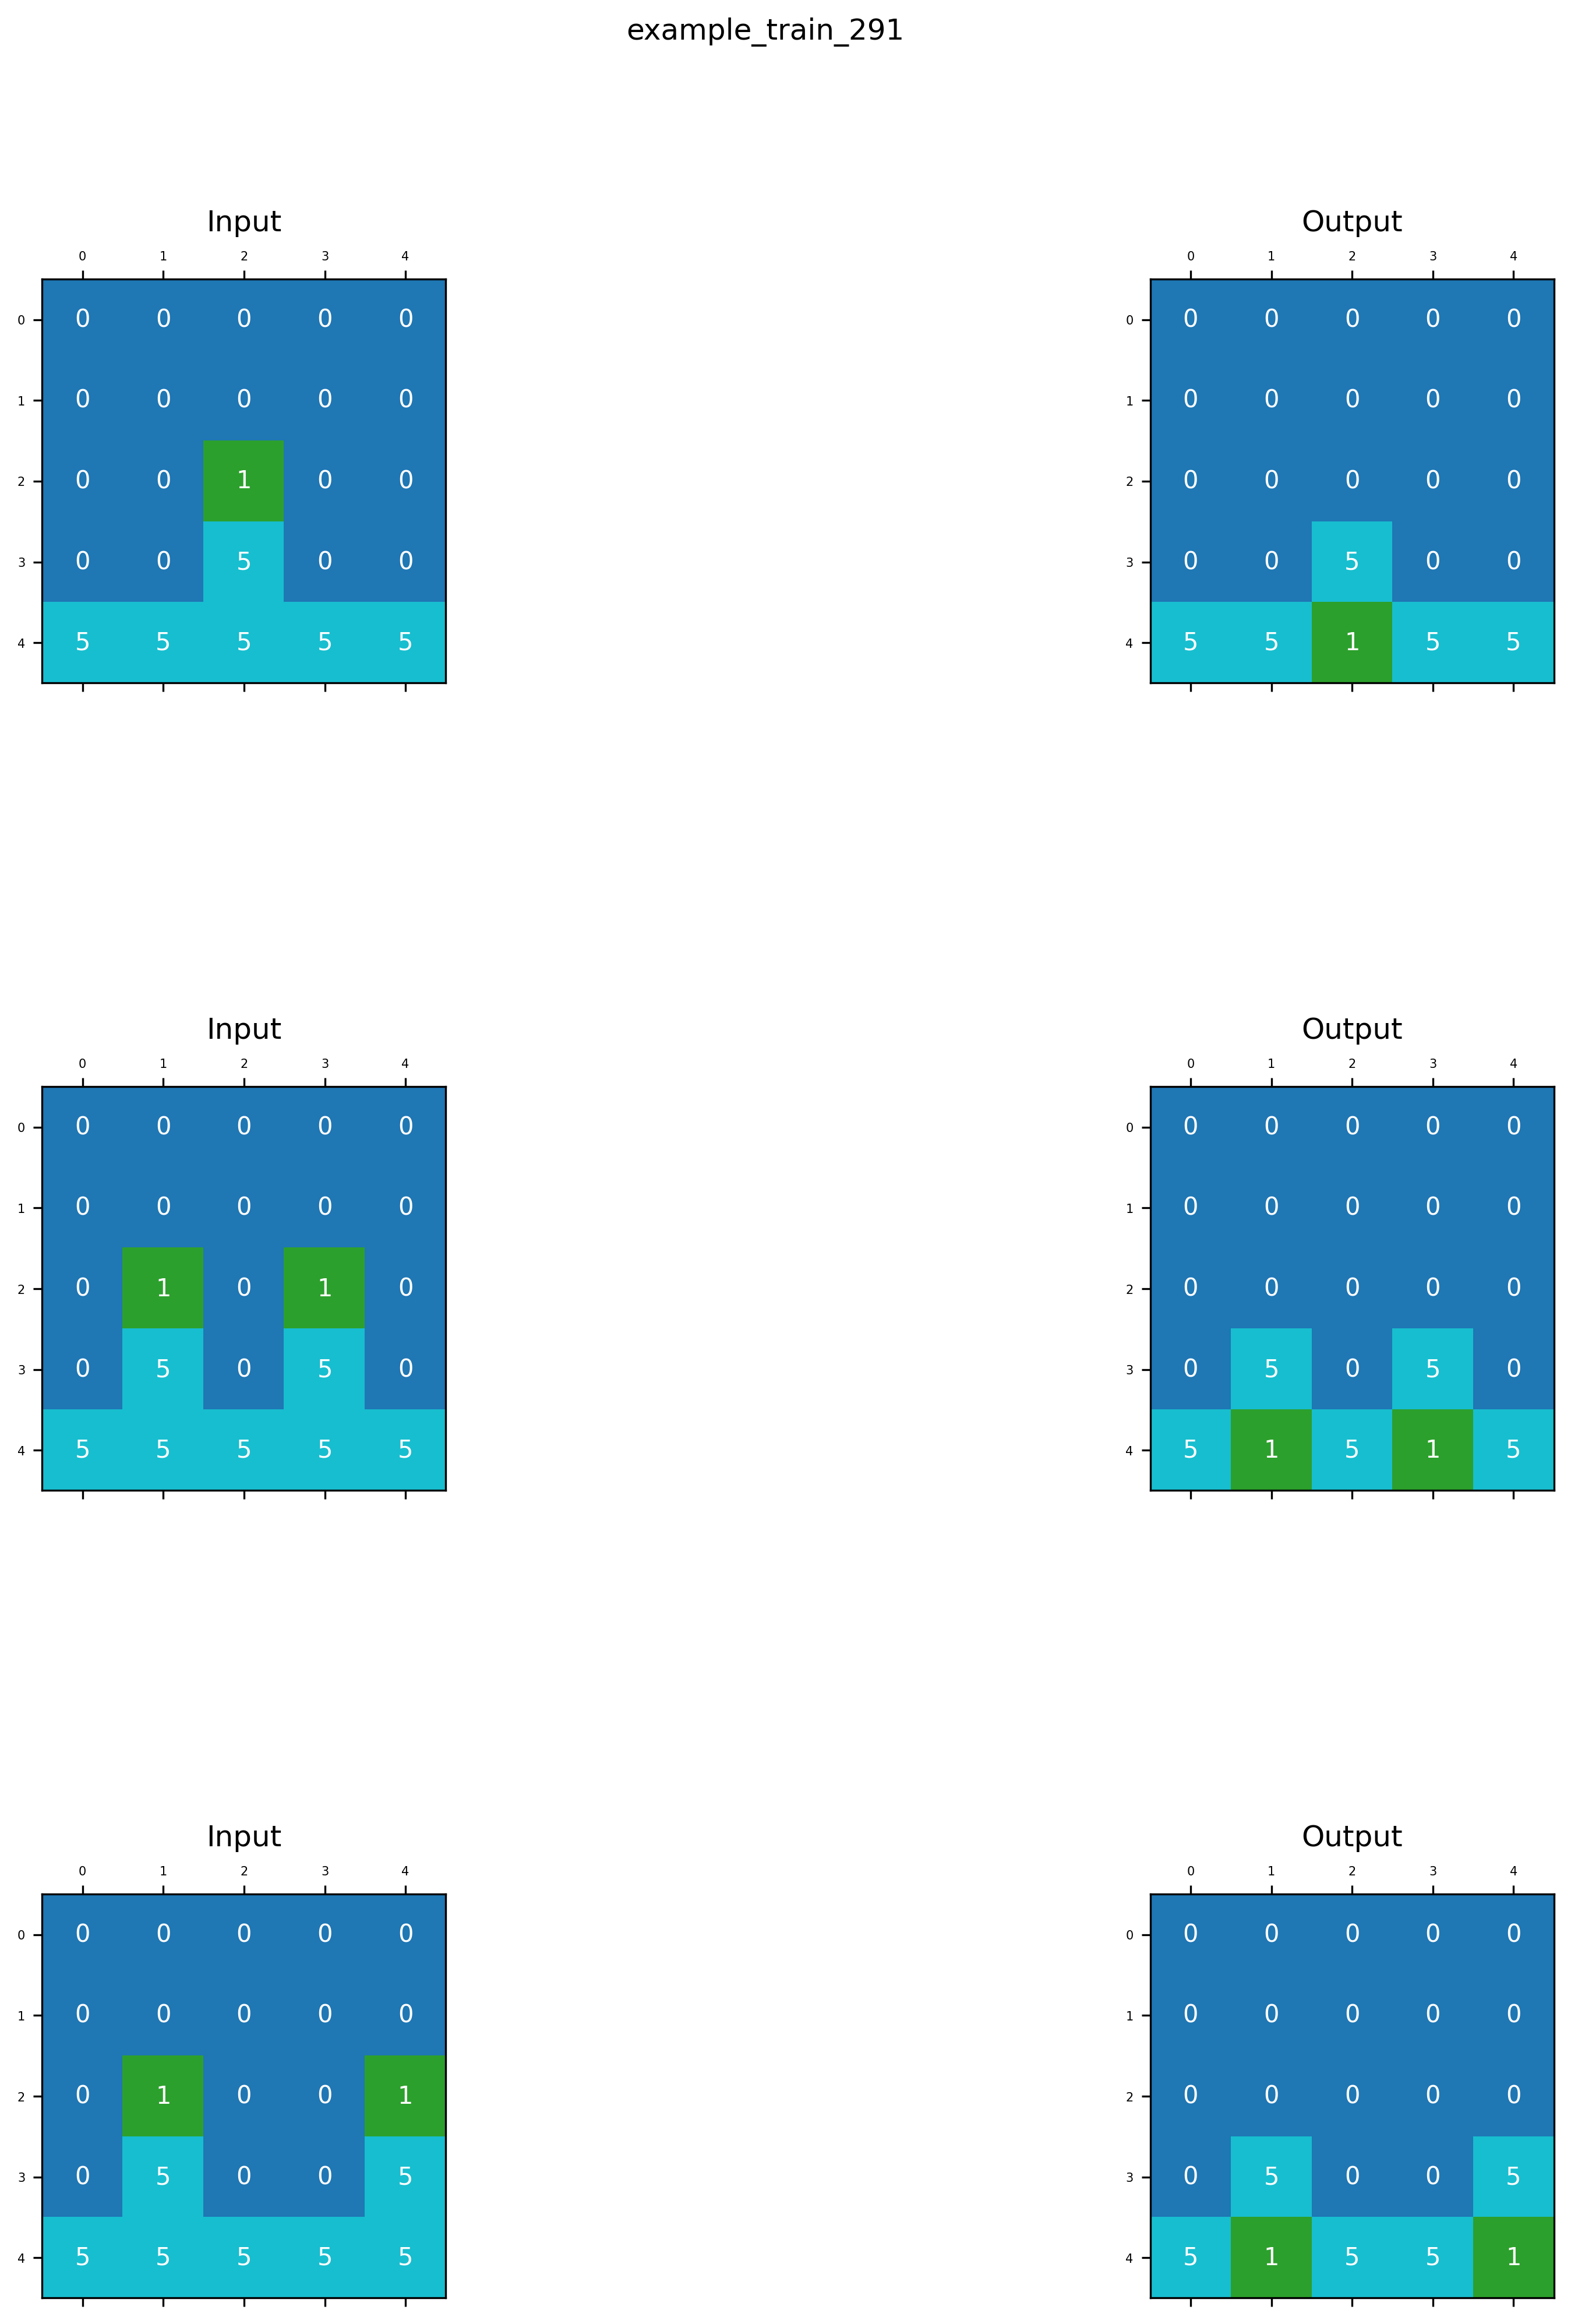 example_train_291
Input Output
0 1 2 3 4 0 1 2 3 4
0 0 0 0 0 0 0 0 0 0 0 0
1 0 0 0 0 0 1 0 0 0 0 0
2 0 0 1 0 0 2 0 0 0 0 0
3 0 0 5 0 0 3 0 0 5 0 0
4 5 5 5 5 5 4 5 5 1 5 5
Input Output
0 1 2 3 4 0 1 2 3 4
0 0 0 0 0 0 0 0 0 0 0 0
1 0 0 0 0 0 1 0 0 0 0 0
2 0 1 0 1 0 2 0 0 0 0 0
3 0 5 0 5 0 3 0 5 0 5 0
4 5 5 5 5 5 4 5 1 5 1 5
Input Output
0 1 2 3 4 0 1 2 3 4
0 0 0 0 0 0 0 0 0 0 0 0
1 0 0 0 0 0 1 0 0 0 0 0
2 0 1 0 0 1 2 0 0 0 0 0
3 0 5 0 0 5 3 0 5 0 0 5
4 5 5 5 5 5 4 5 1 5 5 1